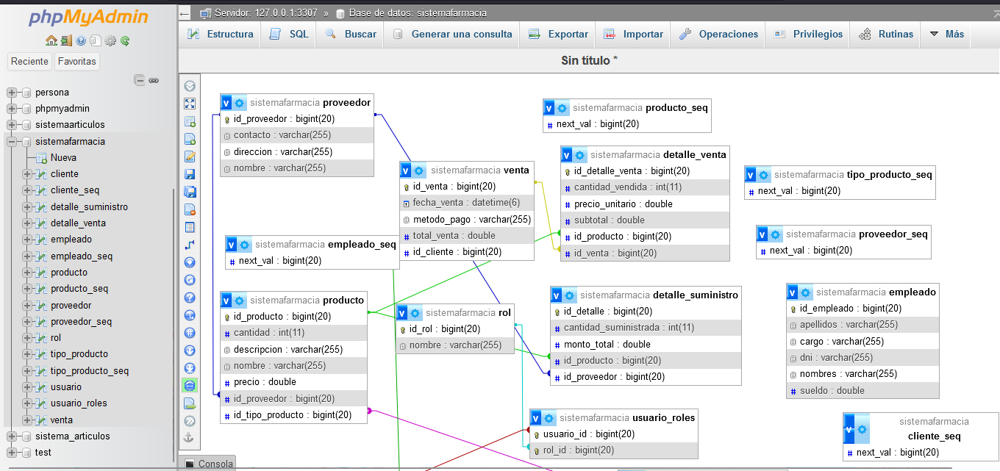 phpMyAdmin
Reciente Favoritas
persona
phpmyadmin
sistemaarticulos
sistemafarmacia
Nueva
cliente
cliente_seq
detalle_suministro
detalle_venta
empleado
empleado_seq
producto
producto_seq
proveedor
proveedor_seq
rol
tipo_producto
tipo_producto_seq
usuario
usuario_roles
venta
sistema_articulos
test
Servidor: 127.0.0.1:3307 » Base de datos: sistemafarmacia
Estructura SQL Buscar Generar una consulta Exportar Importar Operaciones Privilegios Rutinas Más
Sin título *
v sistemafarmacia proveedor
id_proveedor : bigint(20)
contacto : varchar(255)
direccion : varchar(255)
nombre : varchar(255)
v sistemafarmacia producto_seq
# next_val : bigint(20)
v sistemafarmacia venta
id_venta : bigint(20)
fecha_venta : datetime(6)
metodo_pago : varchar(255)
# total_venta : double
# id_cliente : bigint(20)
v sistemafarmacia detalle_venta
id_detalle_venta : bigint(20)
# cantidad_vendida : int(11)
# precio_unitario : double
# subtotal : double
# id_producto : bigint(20)
# id_venta : bigint(20)
v sistemafarmacia tipo_producto_seq
# next_val : bigint(20)
v sistemafarmacia proveedor_seq
# next_val : bigint(20)
v sistemafarmacia empleado_seq
# next_val : bigint(20)
v sistemafarmacia producto
id_producto : bigint(20)
# cantidad : int(11)
descripcion : varchar(255)
nombre : varchar(255)
# precio : double
# id_proveedor : bigint(20)
# id_tipo_producto : bigint(20)
v sistemafarmacia rol
id_rol : bigint(20)
nombre : varchar(255)
v sistemafarmacia detalle_suministro
id_detalle : bigint(20)
# cantidad_suministrada : int(11)
# monto_total : double
# id_producto : bigint(20)
# id_proveedor : bigint(20)
v sistemafarmacia empleado
id_empleado : bigint(20)
apellidos : varchar(255)
cargo : varchar(255)
dni : varchar(255)
nombres : varchar(255)
# sueldo : double
v sistemafarmacia usuario_roles
usuario_id : bigint(20)
rol_id : bigint(20)
v sistemafarmacia
cliente_seq
# next_val : bigint(20)
Consola